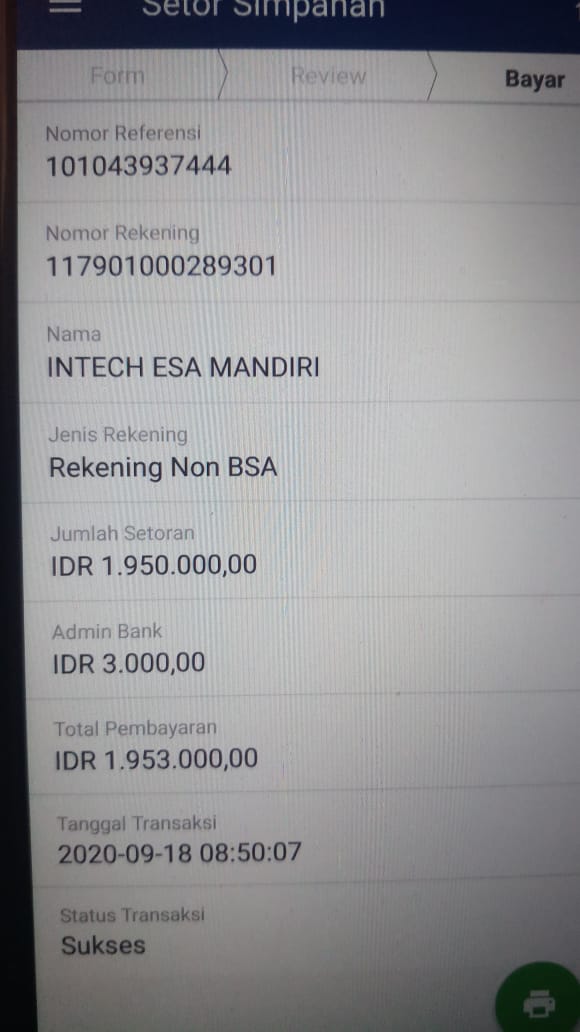 Setor Simpanan
Form
Review
Bayar
Nomor Referensi
101043937444
Nomor Rekening
117901000289301
Nama
INTECH ESA MANDIRI
Jenis Rekening
Rekening Non BSA
Jumlah Setoran
IDR 1.950.000,00
Admin Bank
IDR 3.000,00
Total Pembayaran
IDR 1.953.000,00
Tanggal Transaksi
2020-09-18 08:50:07
Status Transaksi
Sukses